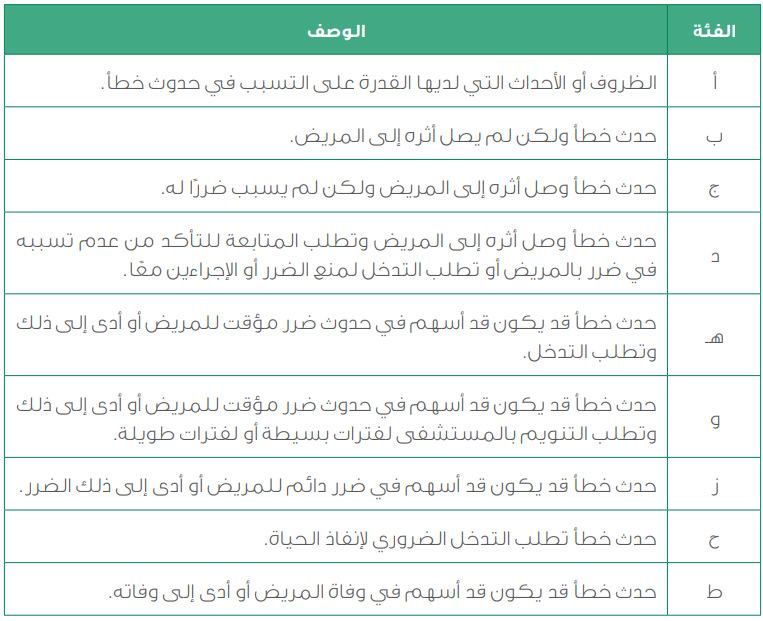 الفئة الوصف
أ الظروف أو الأحداث التي لديها القدرة على التسبب في حدوث خطأ.
ب حدث خطأ ولكن لم يصل أثره إلى المريض.
ج حدث خطأ وصل أثره إلى المريض ولكن لم يسبب ضررًا له.
د حدث خطأ وصل أثره إلى المريض وتطلب المتابعة للتأكد من عدم تسببه
في ضرر بالمريض أو تطلب التدخل لمنع الضرر أو الإجراءين معًا.
هـ حدث خطأ قد يكون قد أسهم في حدوث ضرر مؤقت للمريض أو أدى إلى ذلك
وتطلب التدخل.
و حدث خطأ قد يكون قد أسهم في حدوث ضرر مؤقت للمريض أو أدى إلى ذلك
وتطلب التنويم بالمستشفى لفترات بسيطة أو لفترات طويلة.
ز حدث خطأ قد يكون قد أسهم في ضرر دائم للمريض أو أدى إلى ذلك الضرر.
ح حدث خطأ تطلب التدخل الضروري لإنفاذ الحياة.
ط حدث خطأ قد يكون قد أسهم في وفاة المريض أو أدى إلى وفاته.